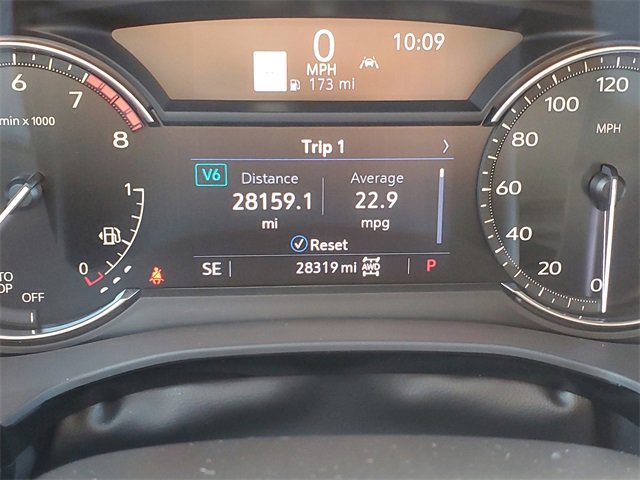 0 10:09
MPH
173 mi
6
7
8
min x 1000
Trip 1 >
V6 Distance Average
28159.1 22.9
mi mpg
Reset
SE 28319 mi AWD P
1
0
OFF
120
100
MPH
80
60
40
20
0